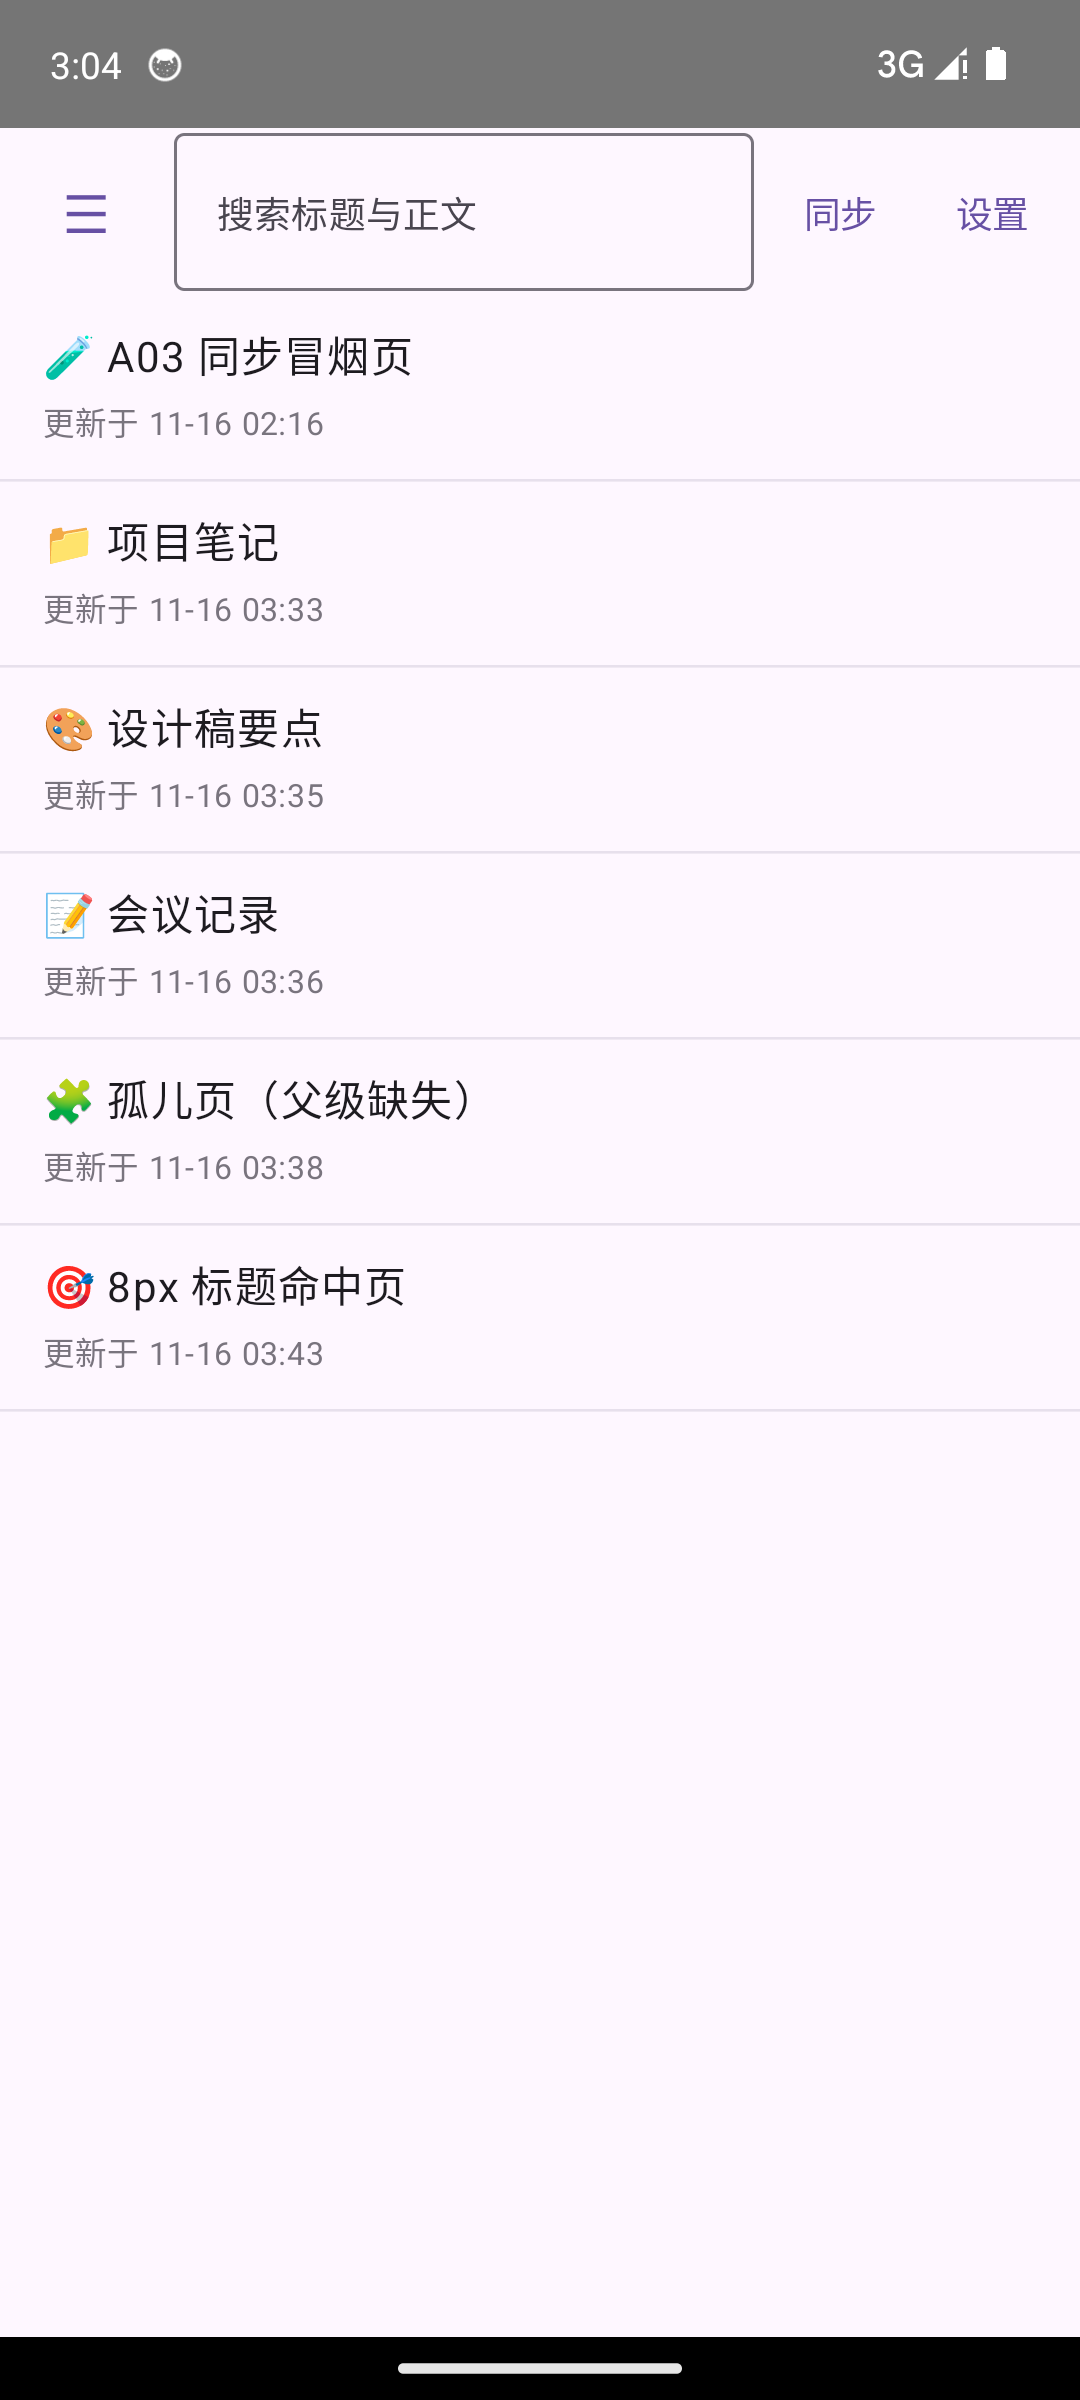 3:04 3G
搜索标题与正文 同步 设置
A03 同步冒烟页
更新于 11-16 02:16
项目笔记
更新于 11-16 03:33
设计稿要点
更新于 11-16 03:35
会议记录
更新于 11-16 03:36
孤儿页（父级缺失）
更新于 11-16 03:38
8px 标题命中页
更新于 11-16 03:43